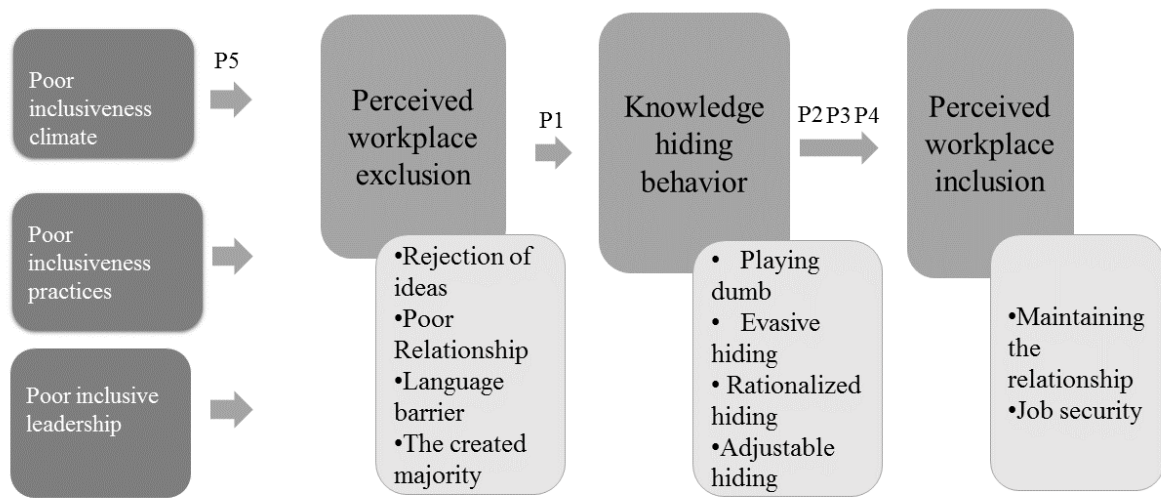 Poor
inclusiveness
climate
P5
Poor
inclusiveness
practices
Poor inclusive
leadership
Perceived
workplace
exclusion
•Rejection of
ideas
•Poor
Relationship
•Language
barrier
•The created
majority
P1
Knowledge
hiding
behavior
• Playing
dumb
• Evasive
hiding
• Rationalized
hiding
•Adjustable
hiding
P2 P3 P4
Perceived
workplace
inclusion
•Maintaining
the
relationship
•Job security